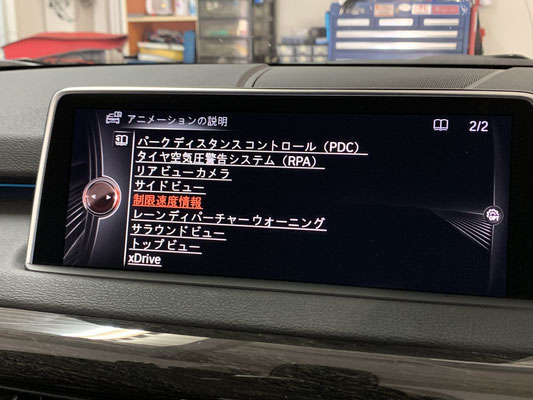 アニメーションの説明
2/2
パークディスタンスコントロール（PDC）
タイヤ空気圧警告システム（RPA）
リアビューカメラ
サイドビュー
制限速度情報
レーンディパーチャーウォーニング
サラウンドビュー
トップビュー
xDrive
OPT